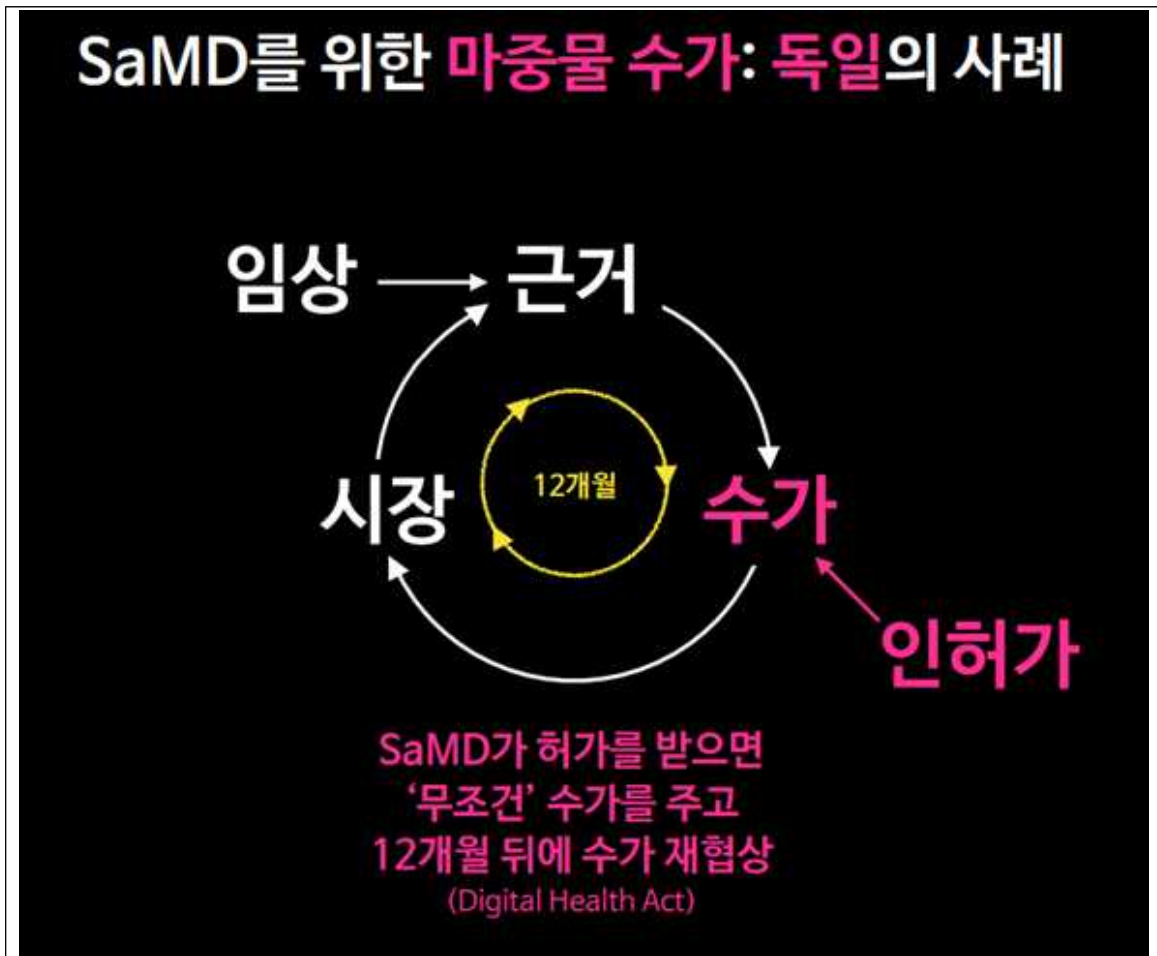 SaMD를 위한 마중물 수가: 독일의 사례
임상
근거
12개월
시장
수가
인허가
SaMD가 허가를 받으면
‘무조건’ 수가를 주고
12개월 뒤에 수가 재협상
(Digital Health Act)